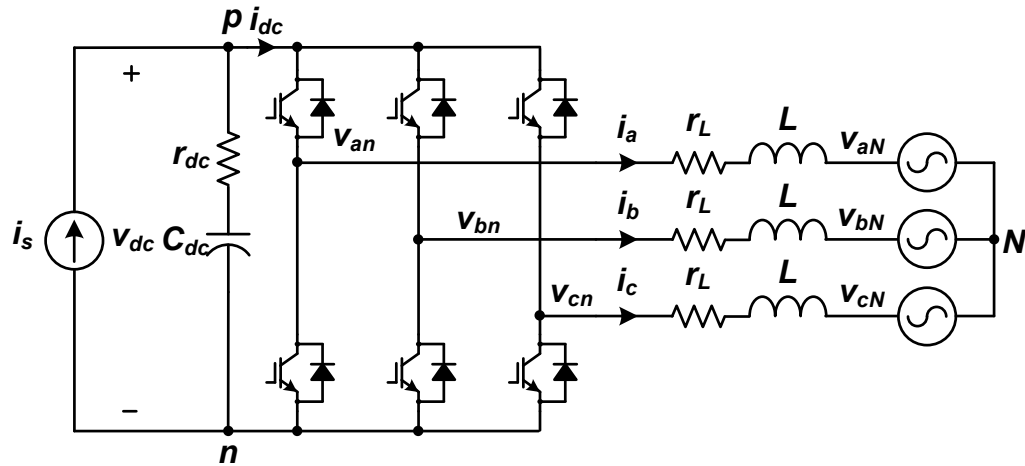 p i_dc
+
v_an
i_a r_L L v_aN
r_dc
i_s v_dc C_dc
v_bn
i_b r_L L v_bN
N
v_cn
i_c r_L L v_cN
−
n